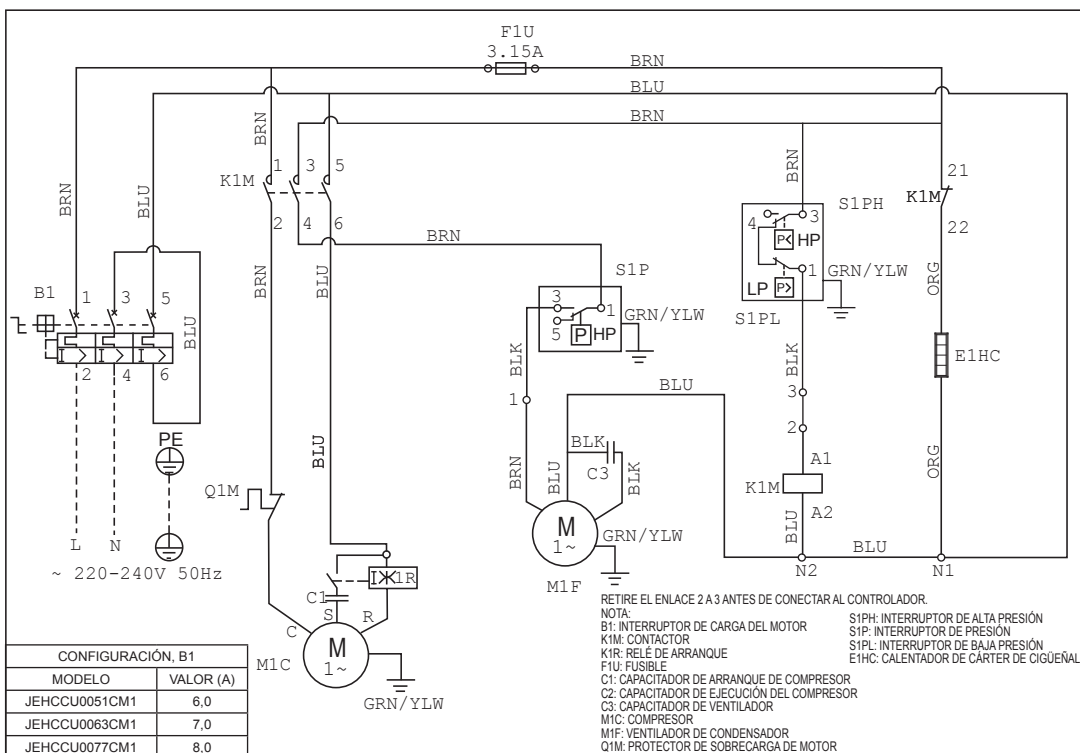 F1U
3.15A
BRN
BLU
BRN
BRN
BLU
BRN
K1M
1 3 5
2 4 6
BRN
BRN
BLU
B1
1 3 5
2 4 6
BLU
I> I> I>
PE
L N
~ 220-240V 50Hz
S1P
3
5
1
P HP
GRN/YLW
BLK
1
BRN
BLU
BLU
BLK
C3
BLK
M
1~
GRN/YLW
M1F
BRN
S1PH
4
3
P< HP
1
LP P>
S1PL
GRN/YLW
BLK
3
2
A1
K1M
A2
BLU
N2
BLU
N1
21
K1M
22
ORG
E1HC
ORG
BLU
Q1M
1R
C1
C S R
M
1~
M1C
GRN/YLW
CONFIGURACIÓN, B1
MODELO VALOR (A)
JEHCCU0051CM1 6,0
JEHCCU0063CM1 7,0
JEHCCU0077CM1 8,0
RETIRE EL ENLACE 2 A 3 ANTES DE CONECTAR AL CONTROLADOR.
NOTA:
B1: INTERRUPTOR DE CARGA DEL MOTOR
K1M: CONTACTOR
K1R: RELÉ DE ARRANQUE
F1U: FUSIBLE
C1: CAPACITADOR DE ARRANQUE DE COMPRESOR
C2: CAPACITADOR DE EJECUCIÓN DEL COMPRESOR
C3: CAPACITADOR DE VENTILADOR
M1C: COMPRESOR
M1F: VENTILADOR DE CONDENSADOR
Q1M: PROTECTOR DE SOBRECARGA DE MOTOR
S1PH: INTERRUPTOR DE ALTA PRESIÓN
S1P: INTERRUPTOR DE PRESIÓN
S1PL: INTERRUPTOR DE BAJA PRESIÓN
E1HC: CALENTADOR DE CÁRTER DE CIGÜEÑAL